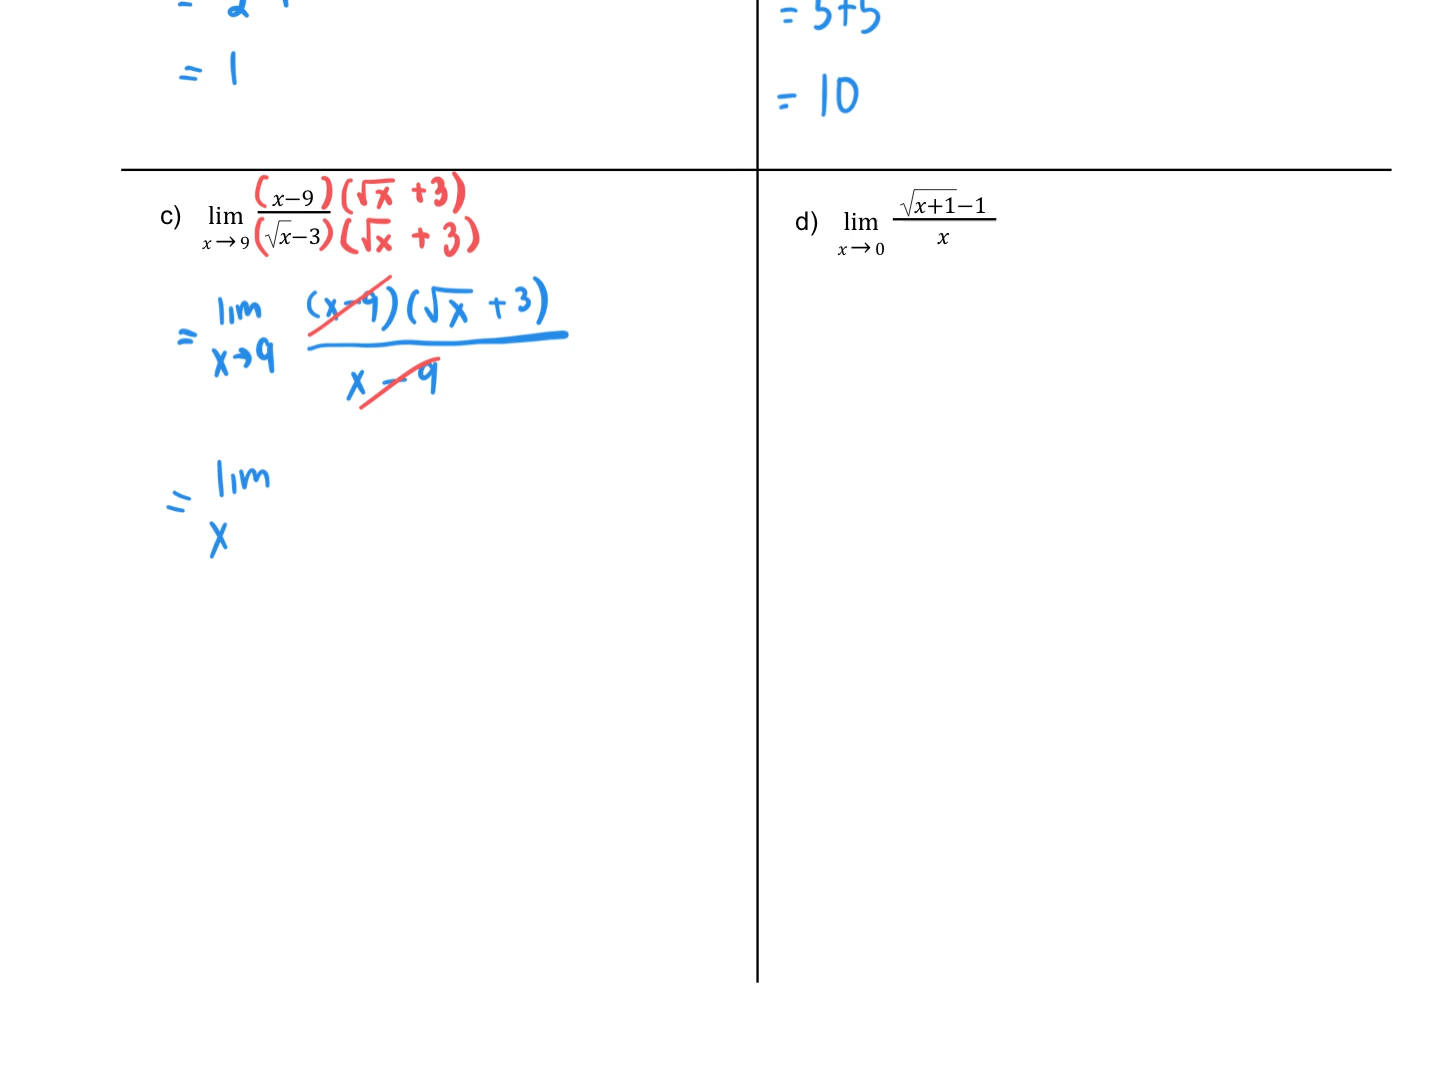 = 1
= 5+5
= 10
c) lim x→9 (x−9)(√x +3) / (√x−3)(√x + 3)
= lim x→9 (x−9)(√x +3) / x−9
= lim x
d) lim x→0 √x+1−1 / x